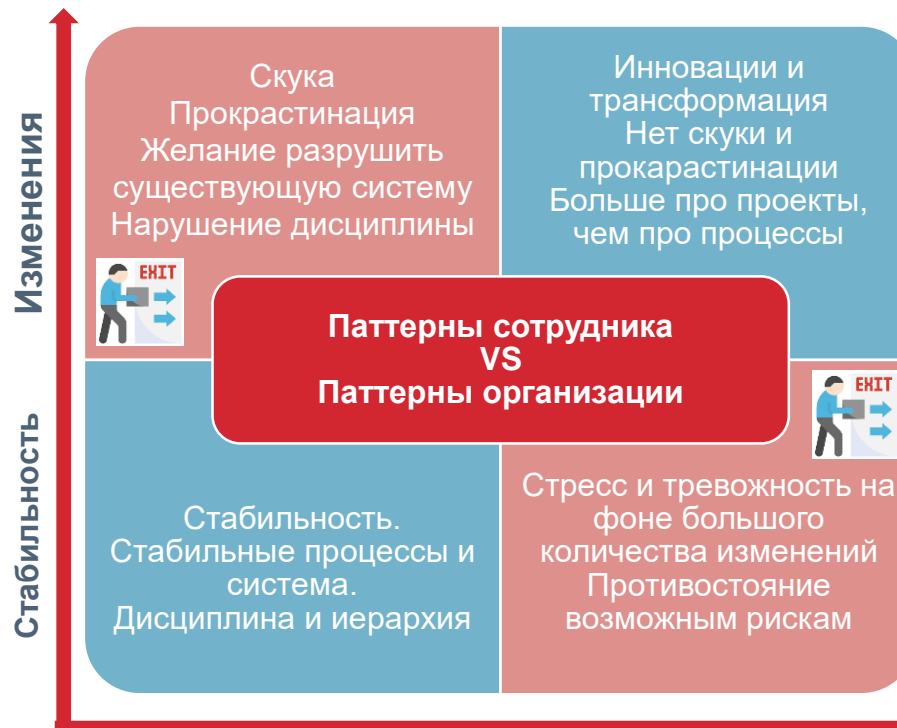 Изменения
Стабильность
Скука
Прокрастинация
Желание разрушить
существующую систему
Нарушение дисциплины
EXIT
Инновации и
трансформация
Нет скуки и
прокарастинации
Больше про проекты,
чем про процессы
Паттерны сотрудника
VS
Паттерны организации
Стабильность.
Стабильные процессы и
система.
Дисциплина и иерархия
EXIT
Стресс и тревожность на
фоне большого
количества изменений
Противостояние
возможным рискам